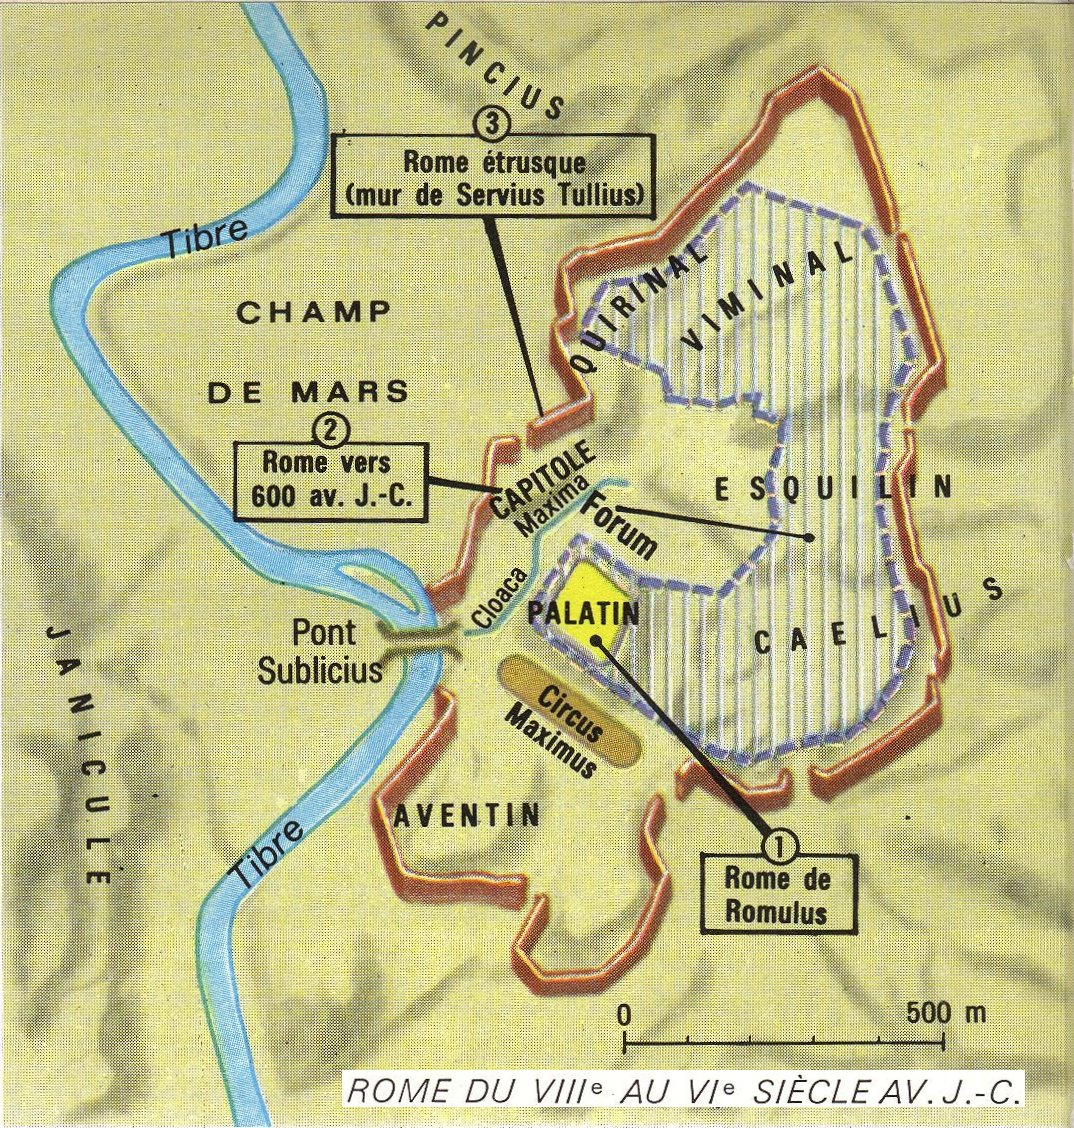 PINCIUS
3
Rome étrusque
(mur de Servius Tullius)
Tibre
QUIRINAL
VIMINAL
CHAMP
DE MARS
2
Rome vers
600 av. J.-C.
CAPITOLE
Maxima
Cloaca
Forum
ESQUILIN
PALATIN
CAELIUS
Pont
Sublicius
Circus
Maximus
JANICULE
AVENTIN
Tibre
1
Rome de
Romulus
0 500 m
ROME DU VIIIe AU VIe SIÈCLE AV. J.-C.